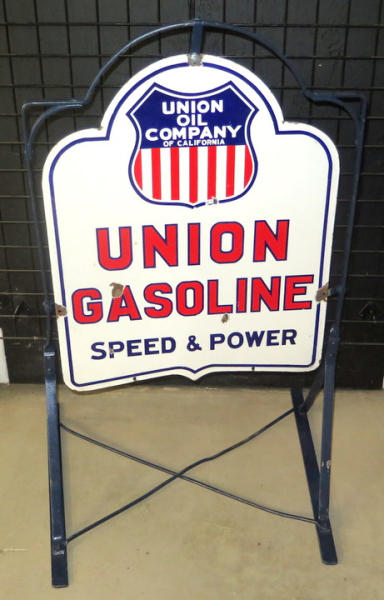 UNION
OIL
COMPANY
OF CALIFORNIA
UNION
GASOLINE
SPEED & POWER